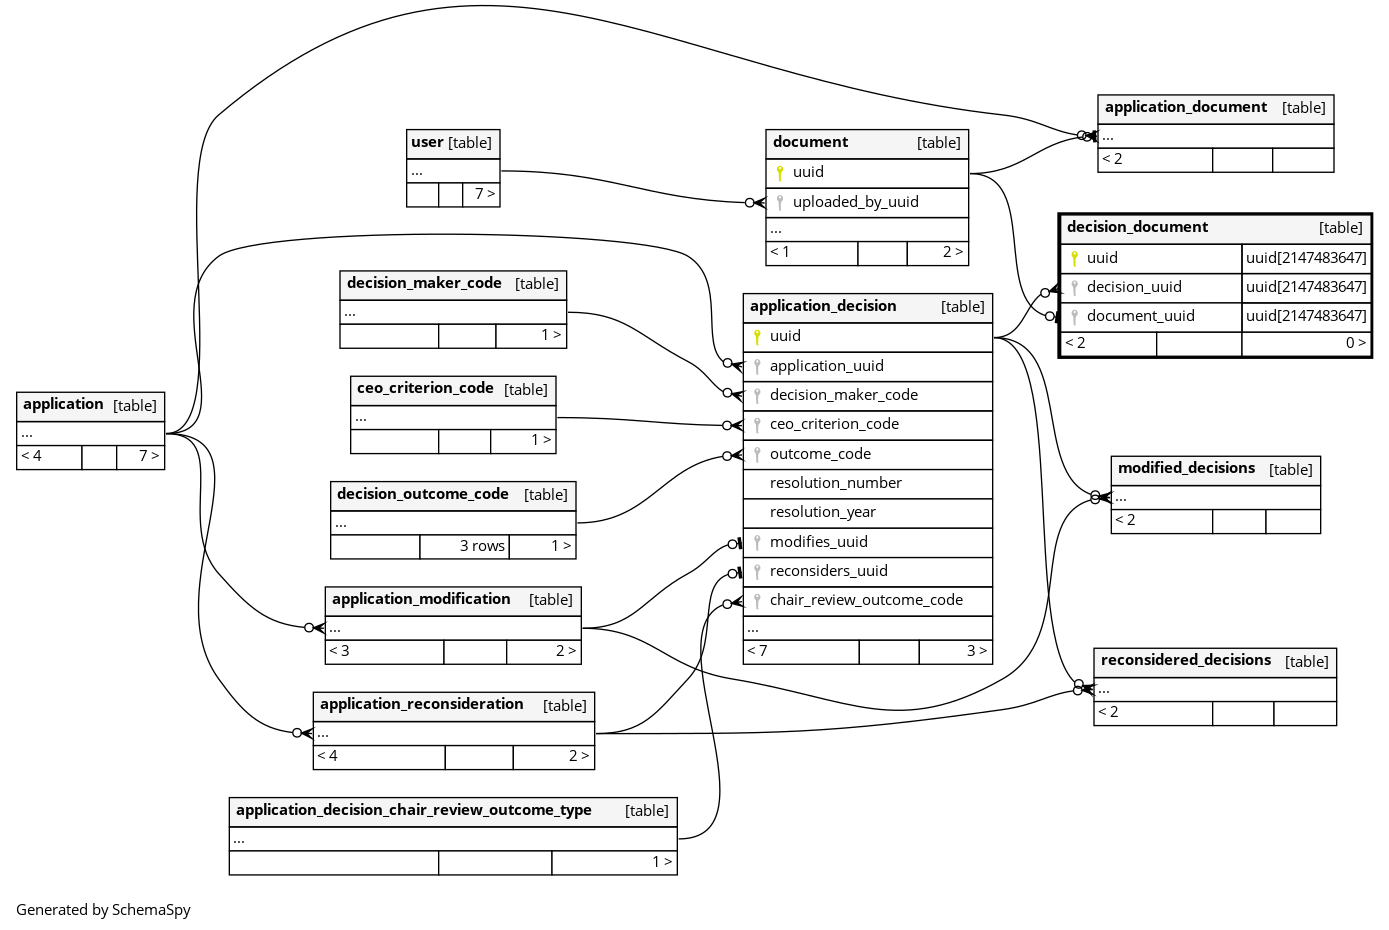 application_document [table]
...
< 2
user [table]
...
7 >
document [table]
uuid
uploaded_by_uuid
...
< 1 2 >
decision_document [table]
uuid uuid[2147483647]
decision_uuid uuid[2147483647]
document_uuid uuid[2147483647]
< 2 0 >
decision_maker_code [table]
...
1 >
application_decision [table]
uuid
application_uuid
decision_maker_code
ceo_criterion_code
outcome_code
resolution_number
resolution_year
modifies_uuid
reconsiders_uuid
chair_review_outcome_code
...
< 7 3 >
ceo_criterion_code [table]
...
1 >
application [table]
...
< 4 7 >
decision_outcome_code [table]
...
3 rows 1 >
modified_decisions [table]
...
< 2
application_modification [table]
...
< 3 2 >
reconsidered_decisions [table]
...
< 2
application_reconsideration [table]
...
< 4 2 >
application_decision_chair_review_outcome_type [table]
...
1 >
Generated by SchemaSpy